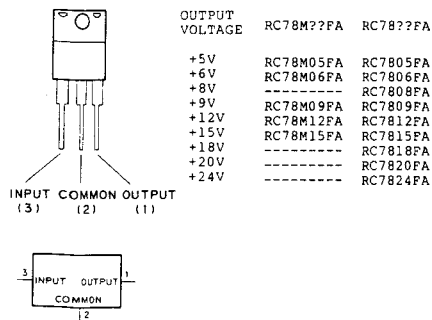 OUTPUT
VOLTAGE RC78M??FA RC78??FA
+5V RC78M05FA RC7805FA
+6V RC78M06FA RC7806FA
+8V --------- RC7808FA
+9V RC78M09FA RC7809FA
+12V RC78M12FA RC7812FA
+15V RC78M15FA RC7815FA
+18V --------- RC7818FA
+20V --------- RC7820FA
+24V --------- RC7824FA
INPUT COMMON OUTPUT
(3) (2) (1)
3 INPUT OUTPUT 1
COMMON
2